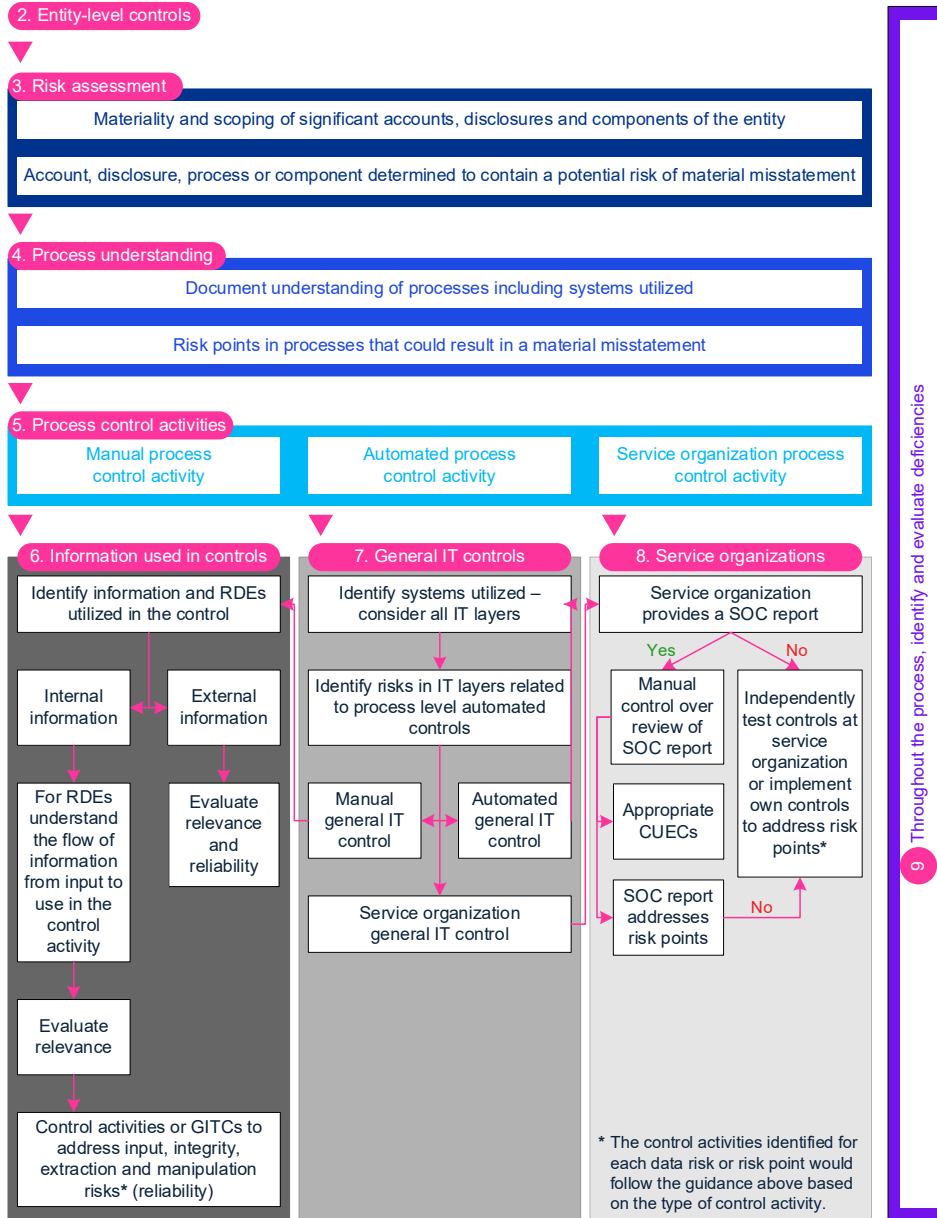 2. Entity-level controls
3. Risk assessment
Materiality and scoping of significant accounts, disclosures and components of the entity
Account, disclosure, process or component determined to contain a potential risk of material misstatement
4. Process understanding
Document understanding of processes including systems utilized
Risk points in processes that could result in a material misstatement
5. Process control activities
Manual process
control activity
Automated process
control activity
Service organization process
control activity
6. Information used in controls
Identify information and RDEs
utilized in the control
Internal
information
External
information
For RDEs
understand
the flow of
information
from input to
use in the
control
activity
Evaluate
relevance
and
reliability
Evaluate
relevance
Control activities or GITCs to
address input, integrity,
extraction and manipulation
risks* (reliability)
7. General IT controls
Identify systems utilized –
consider all IT layers
Identify risks in IT layers related
to process level automated
controls
Manual
general IT
control
Automated
general IT
control
Service organization
general IT control
8. Service organizations
Service organization
provides a SOC report
Yes
No
Manual
control over
review of
SOC report
Independently
test controls at
service
organization
or implement
own controls
to address risk
points*
Appropriate
CUECs
SOC report
addresses
risk points
No
* The control activities identified for
each data risk or risk point would
follow the guidance above based
on the type of control activity.
9 Throughout the process, identify and evaluate deficiencies